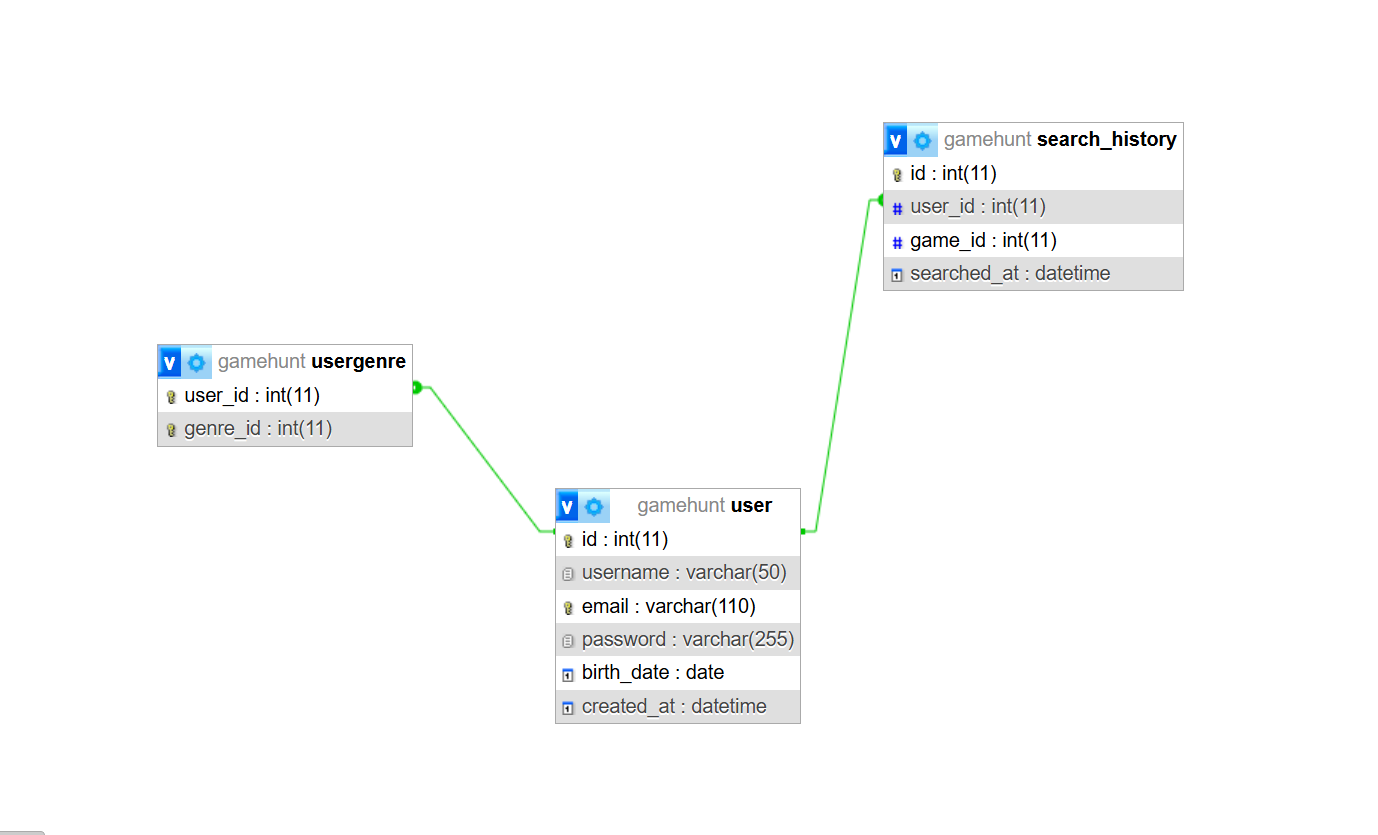 v gamehunt search_history
id : int(11)
# user_id : int(11)
# game_id : int(11)
searched_at : datetime
v gamehunt usergenre
user_id : int(11)
genre_id : int(11)
v gamehunt user
id : int(11)
username : varchar(50)
email : varchar(110)
password : varchar(255)
birth_date : date
created_at : datetime